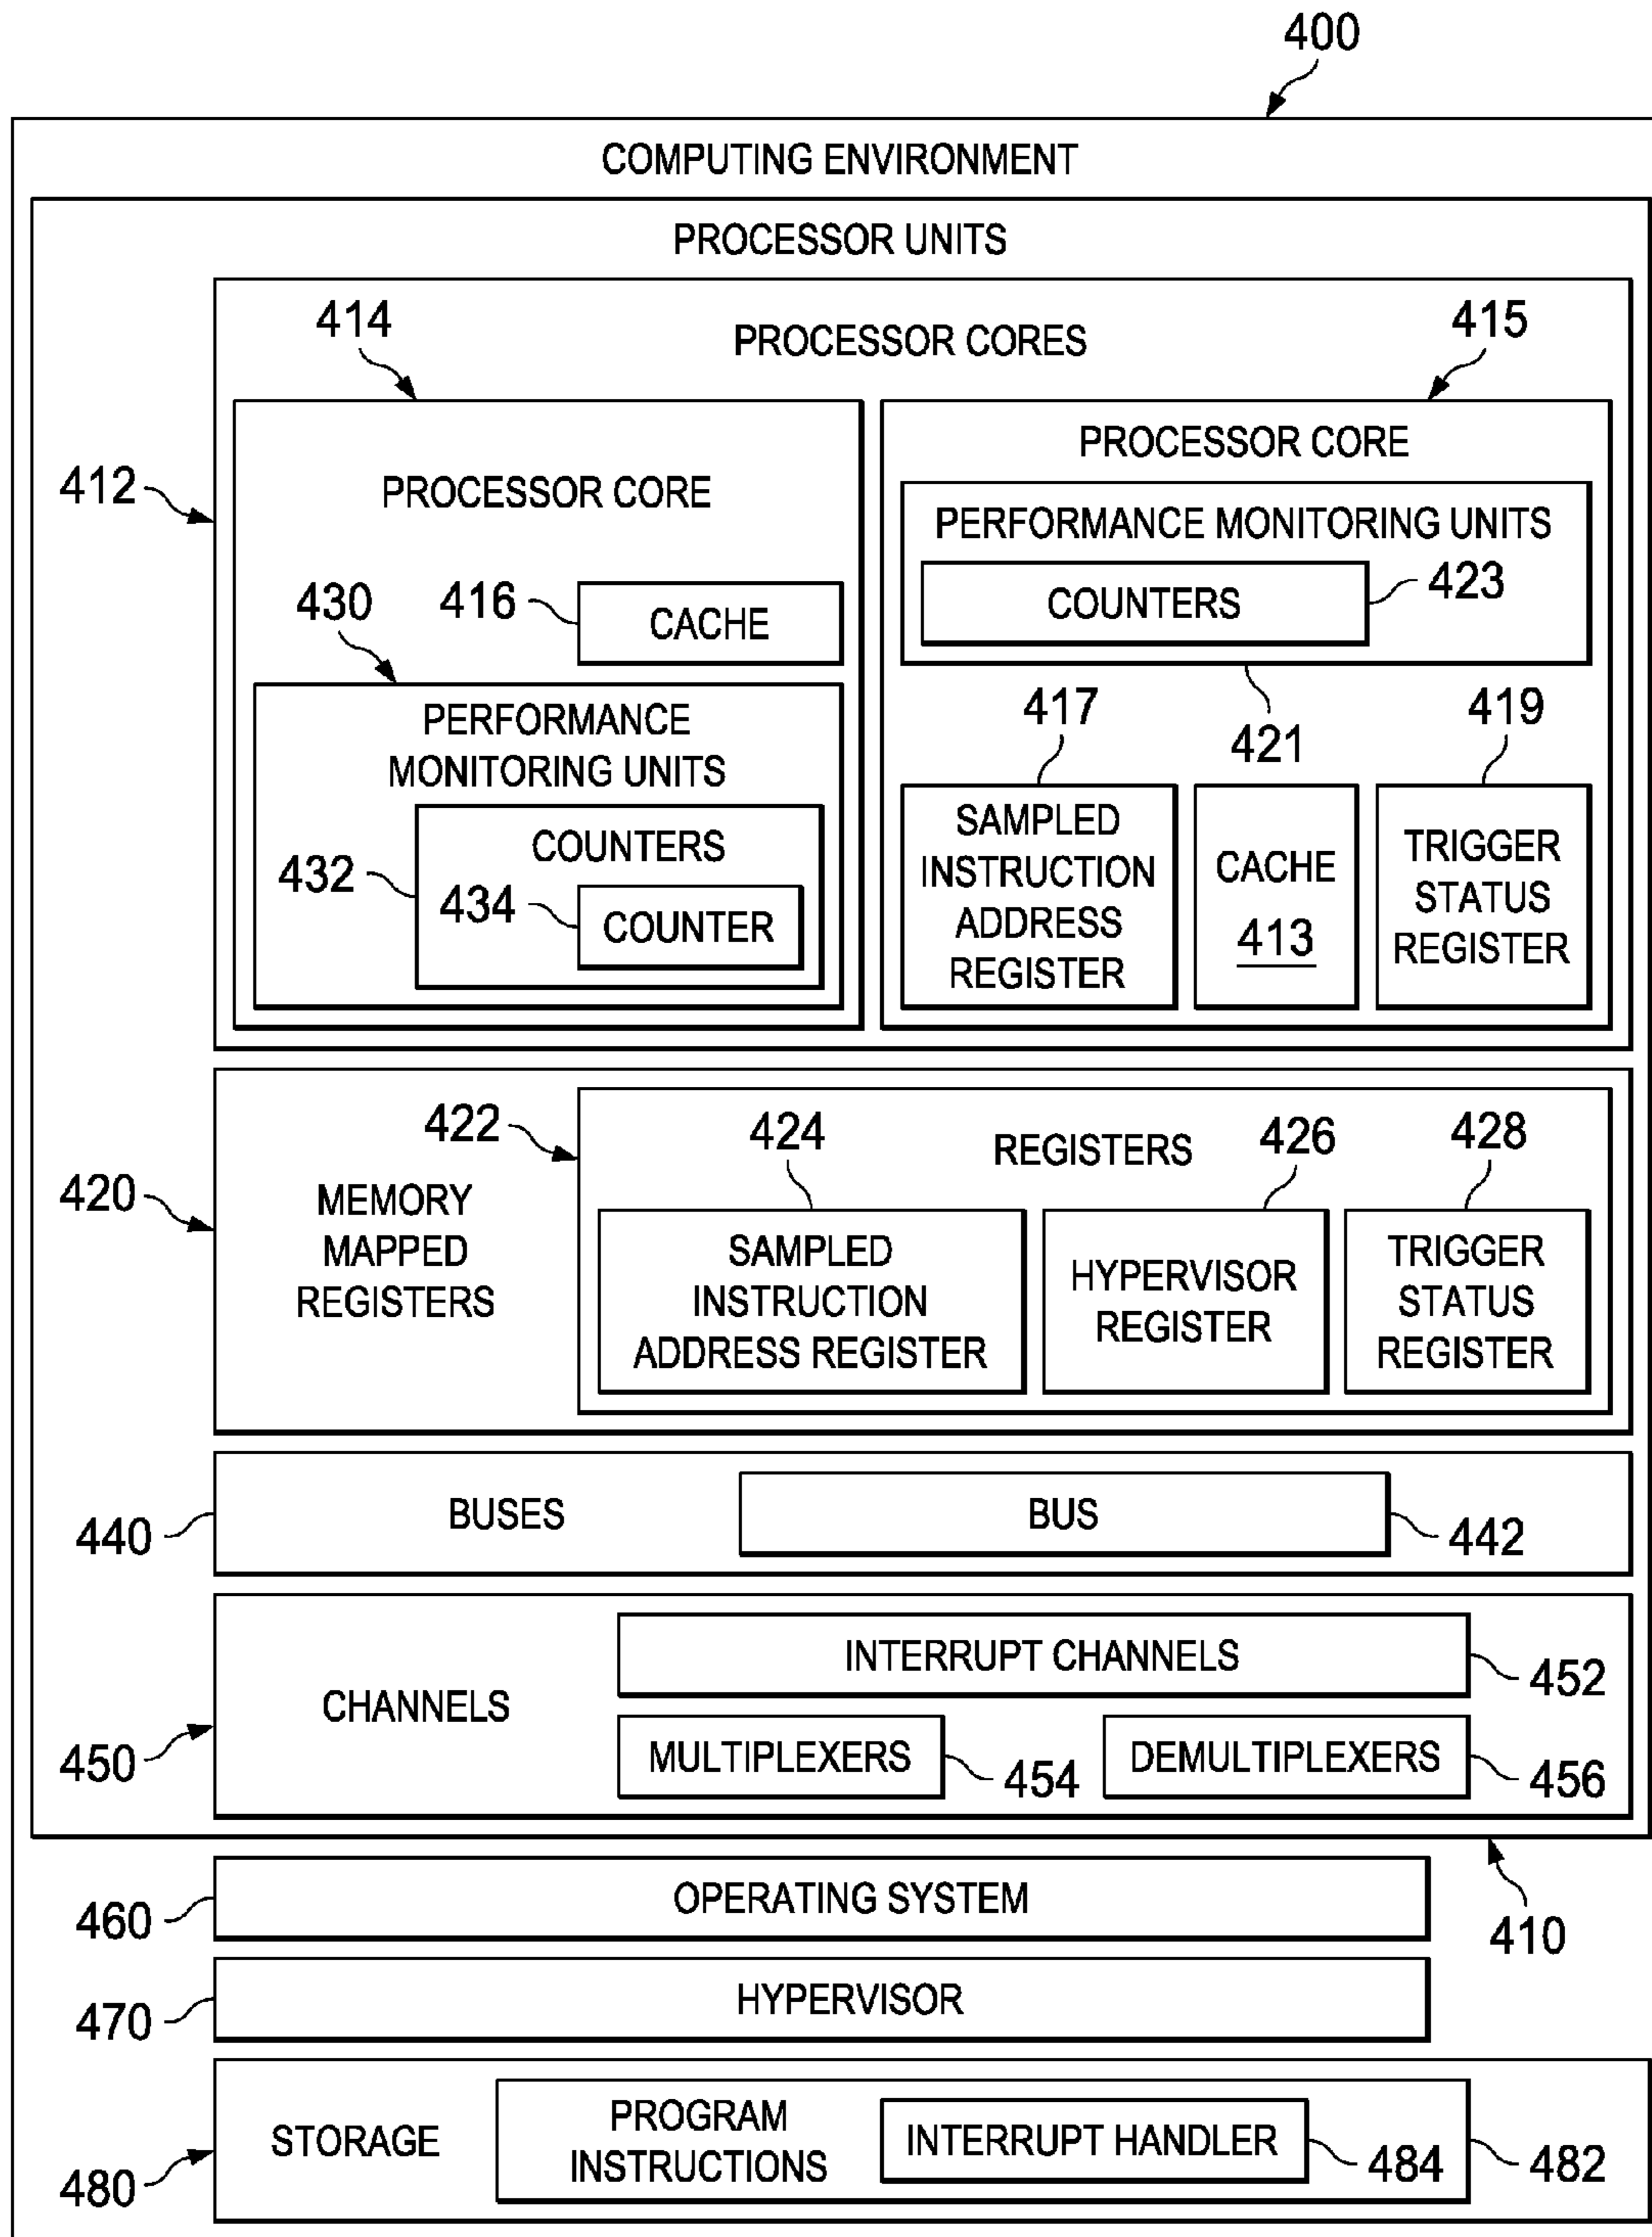 400
COMPUTING ENVIRONMENT
PROCESSOR UNITS
414
PROCESSOR CORES
415
412
PROCESSOR CORE
416
CACHE
430
PERFORMANCE
MONITORING UNITS
432
COUNTERS
434
COUNTER
PROCESSOR CORE
PERFORMANCE MONITORING UNITS
COUNTERS
423
421
417
419
SAMPLED
INSTRUCTION
ADDRESS
REGISTER
CACHE
413
TRIGGER
STATUS
REGISTER
420
MEMORY
MAPPED
REGISTERS
422
REGISTERS
424
426
428
SAMPLED
INSTRUCTION
ADDRESS REGISTER
HYPERVISOR
REGISTER
TRIGGER
STATUS
REGISTER
440
BUSES
BUS
442
450
CHANNELS
INTERRUPT CHANNELS
452
MULTIPLEXERS
454
DEMULTIPLEXERS
456
410
460
OPERATING SYSTEM
470
HYPERVISOR
480
STORAGE
PROGRAM
INSTRUCTIONS
INTERRUPT HANDLER
484
482